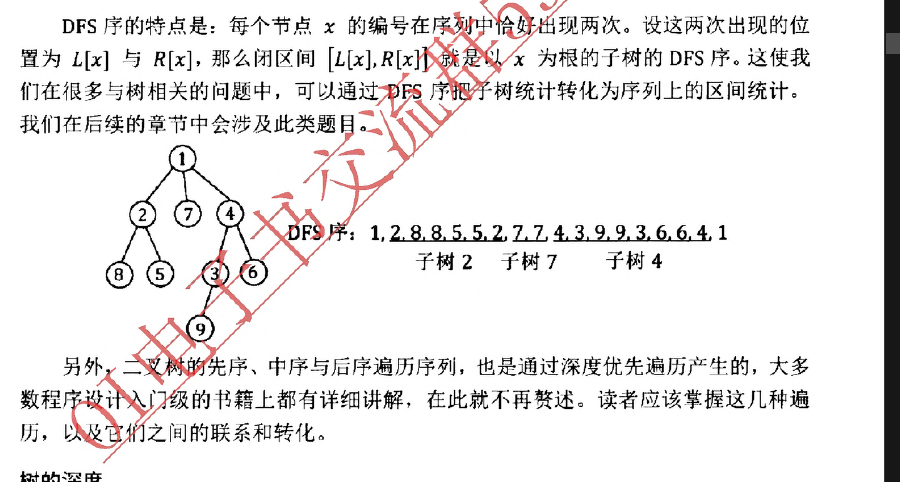 DFS 序的特点是：每个节点 x 的编号在序列中恰好出现两次。设这两次出现的位
置为 L[x] 与 R[x]，那么闭区间 [L[x], R[x]] 就是以 x 为根的子树的 DFS 序。这使我
们在很多与树相关的问题中，可以通过 DFS 序把子树统计转化为序列上的区间统计。
我们在后续的章节中会涉及此类题目。
1
2 7 4
DFS 序：1, 2, 8, 8, 5, 5, 2, 7, 7, 4, 3, 9, 9, 3, 6, 6, 4, 1
子树 2 子树 7 子树 4
8 5 3 6
9
另外，二叉树的先序、中序与后序遍历序列，也是通过深度优先遍历产生的，大多
数程序设计入门级的书籍上都有详细讲解，在此就不再赘述。读者应该掌握这几种遍
历，以及它们之间的联系和转化。
树的深度
OI电子书交流群55